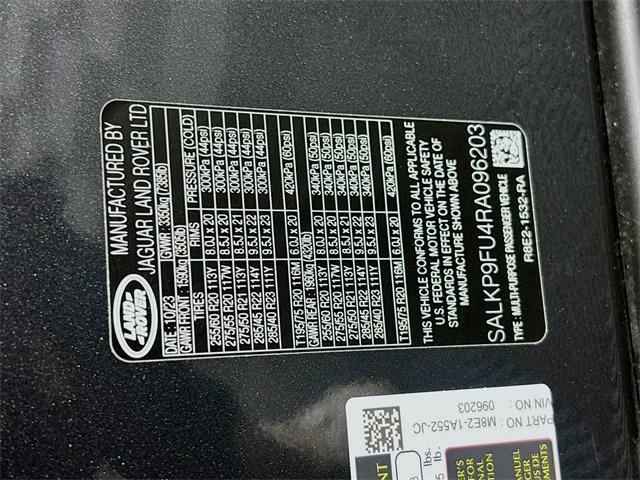 LAND ROVER
MANUFACTURED BY
JAGUAR LAND ROVER LTD
DATE : 10/23 GVWR : 3350kg (7385lb)
GAWR FRONT : 1590kg (3505lb)
TIRES RIMS PRESSURE (COLD)
255/60 R20 113Y 8.0J x 20 300kPa (44psi)
275/55 R20 117W 8.5J x 20 300kPa (44psi)
275/50 R21 113Y 8.5J x 21 300kPa (44psi)
285/45 R22 114Y 9.5J x 22 300kPa (44psi)
285/40 R23 111Y 9.5J x 23 300kPa (44psi)
T195/75 R20 116M 6.0J x 20 420kPa (60psi)
GAWR REAR : 1960kg (4320lb)
255/60 R20 113Y 8.0J x 20 340kPa (50psi)
275/55 R20 117W 8.5J x 20 340kPa (50psi)
275/50 R21 113Y 8.5J x 21 340kPa (50psi)
285/45 R22 114Y 9.5J x 22 340kPa (50psi)
285/40 R23 111Y 9.5J x 23 340kPa (50psi)
T195/75 R20 116M 6.0J x 20 420kPa (60psi)
THIS VEHICLE CONFORMS TO ALL APPLICABLE
U.S. FEDERAL MOTOR VEHICLE SAFETY
STANDARDS IN EFFECT ON THE DATE OF
MANUFACTURE SHOWN ABOVE
SALKP9FU4RA096203
TYPE : MULTI-PURPOSE PASSENGER VEHICLE
R8E2-1532-RA
PART NO : M8E2-1A552-JC
VIN NO : 096203
lbs.
lb.